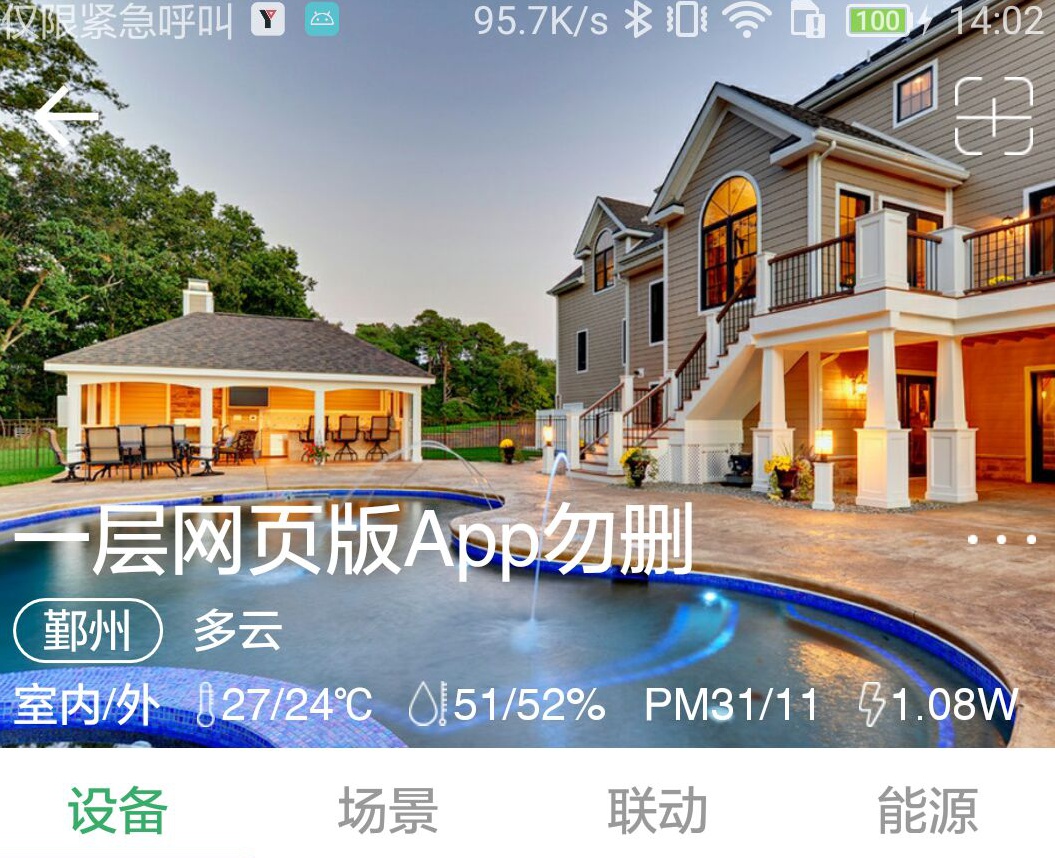 仅限紧急呼叫 95.7K/s 100 14:02
一层网页版App勿删
鄞州 多云
室内/外 27/24℃ 51/52% PM31/11 1.08W
设备 场景 联动 能源